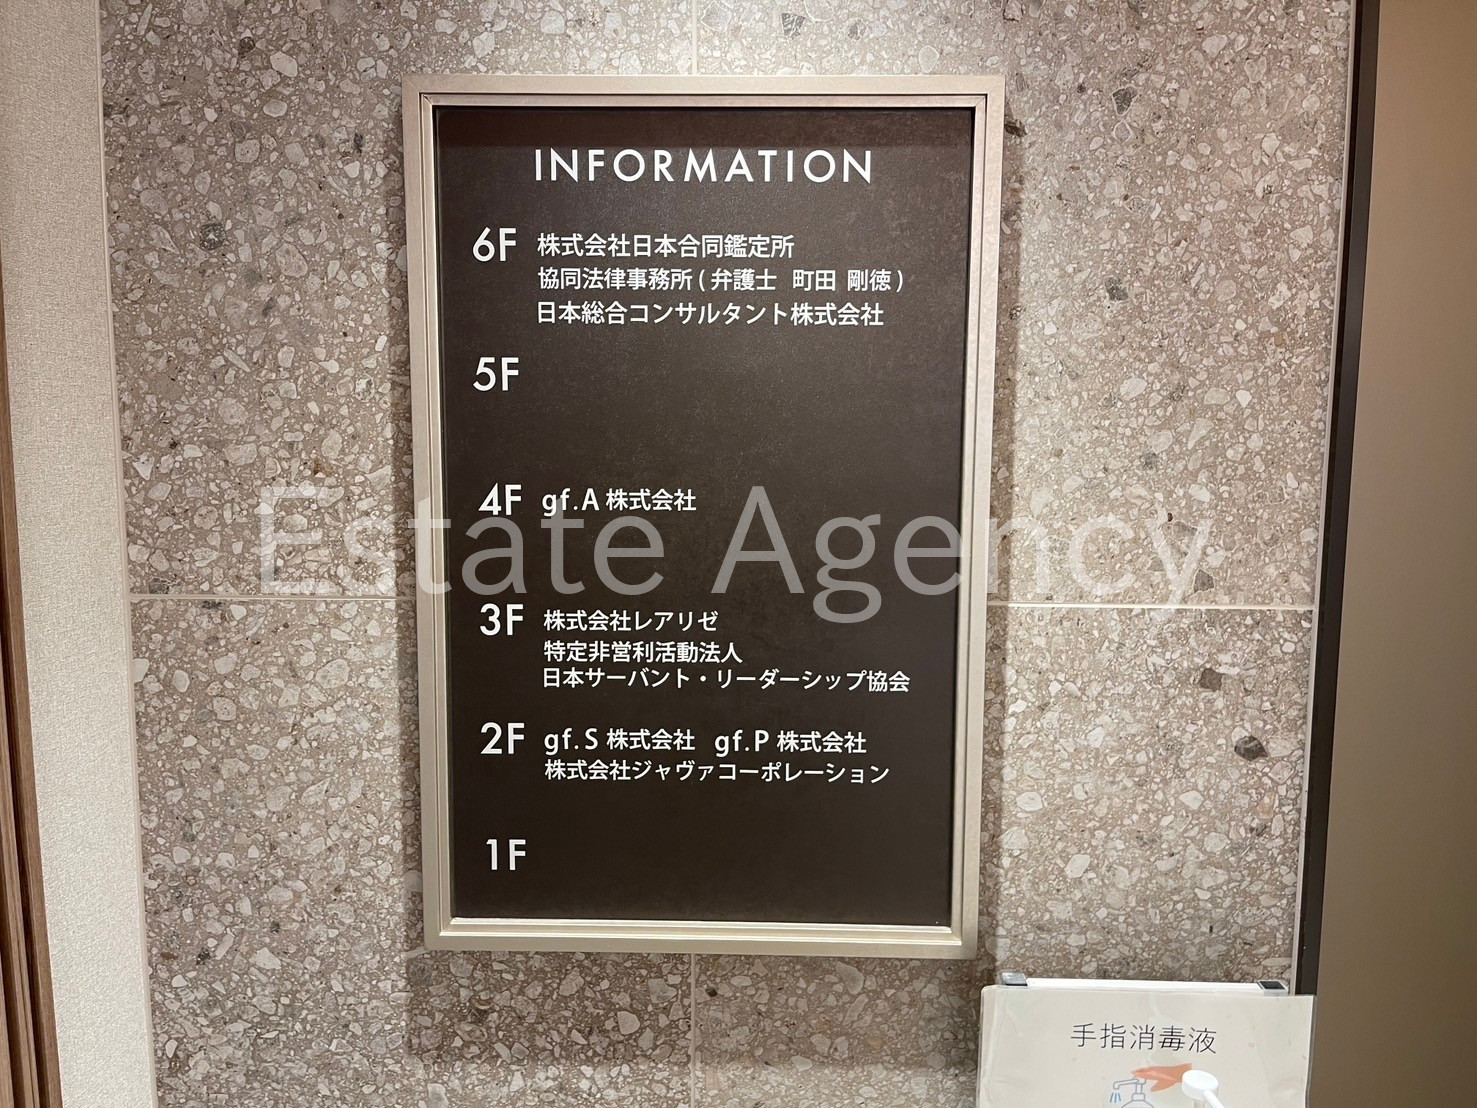 INFORMATION
6F 株式会社日本合同鑑定所
協同法律事務所(弁護士 町田 剛徳)
日本総合コンサルタント株式会社
5F
4F gf.A 株式会社
Estate Agency
3F 株式会社レアリゼ
特定非営利活動法人
日本サーバント・リーダーシップ協会
2F gf.S 株式会社 gf.P 株式会社
株式会社ジャヴァコーポレーション
1F
手指消毒液